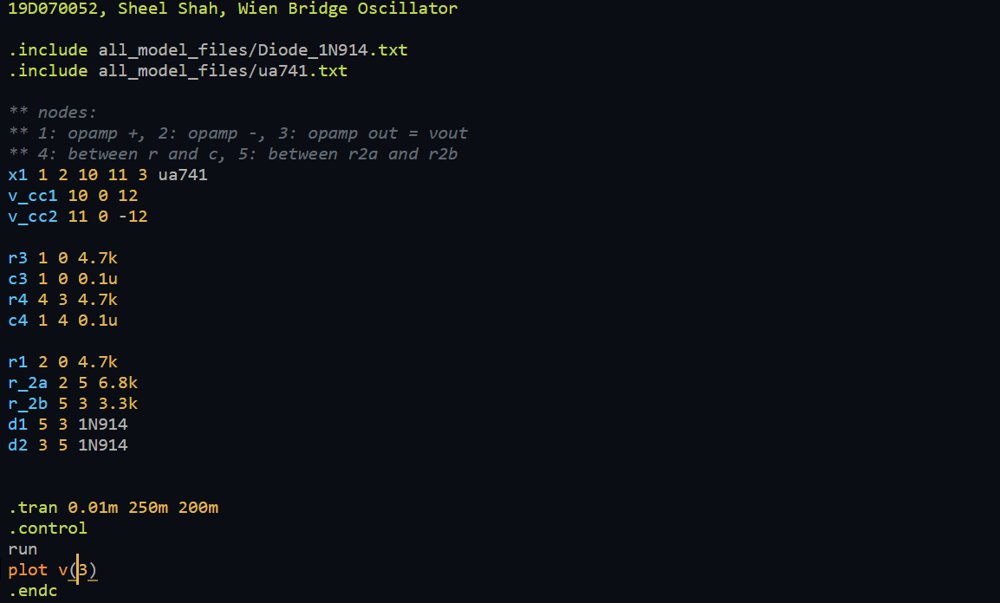 19D070052, Sheel Shah, Wien Bridge Oscillator
.include all_model_files/Diode_1N914.txt
.include all_model_files/ua741.txt
** nodes:
** 1: opamp +, 2: opamp -, 3: opamp out = vout
** 4: between r and c, 5: between r2a and r2b
x1 1 2 10 11 3 ua741
v_cc1 10 0 12
v_cc2 11 0 -12
r3 1 0 4.7k
c3 1 0 0.1u
r4 4 3 4.7k
c4 1 4 0.1u
r1 2 0 4.7k
r_2a 2 5 6.8k
r_2b 5 3 3.3k
d1 5 3 1N914
d2 3 5 1N914
.tran 0.01m 250m 200m
.control
run
plot v(3)
.endc